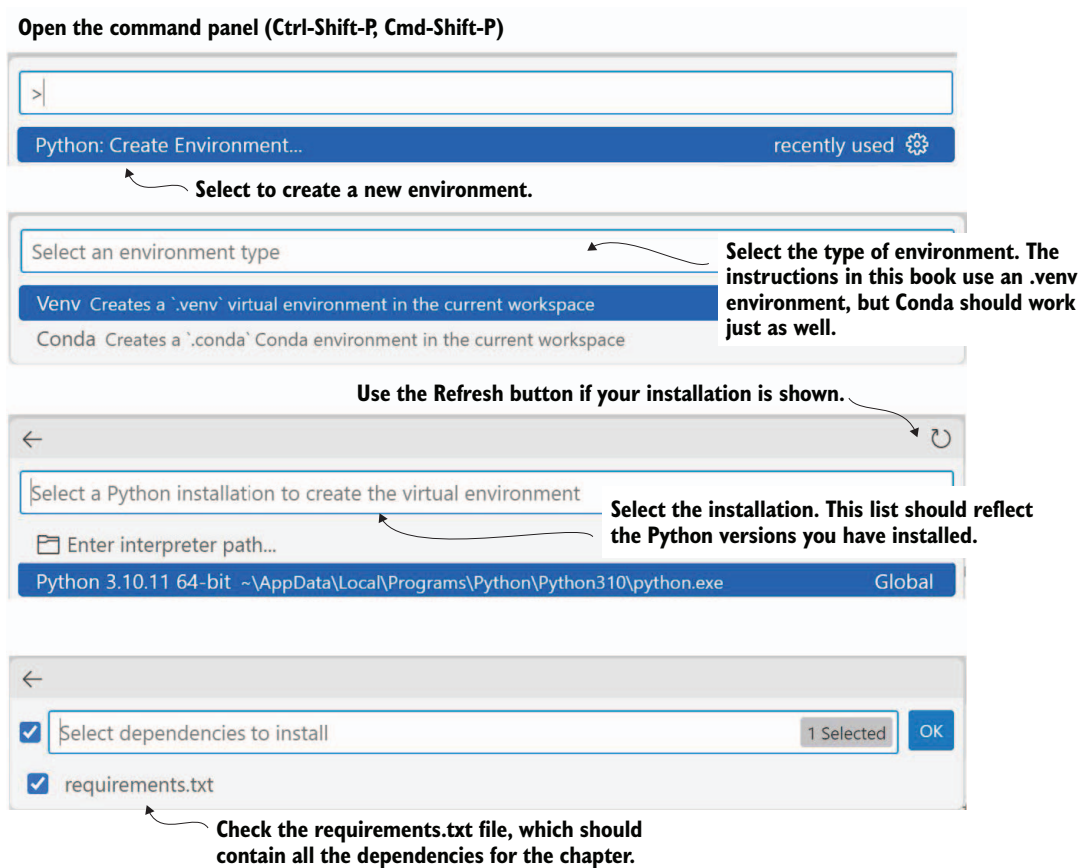 Open the command panel (Ctrl-Shift-P, Cmd-Shift-P)
>
Python: Create Environment... recently used
Select to create a new environment.
Select an environment type
Select the type of environment. The
instructions in this book use an .venv
environment, but Conda should work
just as well.
Venv Creates a `.venv` virtual environment in the current workspace
Conda Creates a `.conda` Conda environment in the current workspace
Use the Refresh button if your installation is shown.
Select a Python installation to create the virtual environment
Select the installation. This list should reflect
the Python versions you have installed.
Enter interpreter path...
Python 3.10.11 64-bit ~\AppData\Local\Programs\Python\Python310\python.exe Global
Select dependencies to install 1 Selected OK
requirements.txt
Check the requirements.txt file, which should
contain all the dependencies for the chapter.